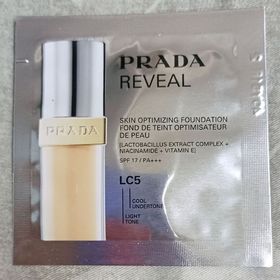 PRADA
REVEAL
PRADA
SKIN OPTIMIZING FOUNDATION
FOND DE TEINT OPTIMISATEUR
DE PEAU
[LACTOBACILLUS EXTRACT COMPLEX +
NIACINAMIDE + VITAMIN E]
SPF 17 / PA+++
LC5
COOL
UNDERTONE
LIGHT
TONE